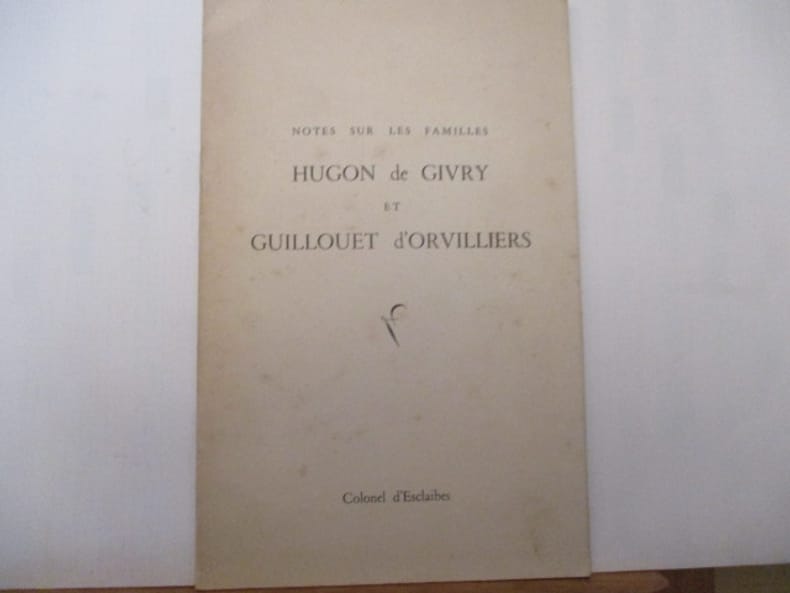 NOTES SUR LES FAMILLES
HUGON de GIVRY
ET
GUILLOUET d'ORVILLIERS
Colonel d'Esclaibes